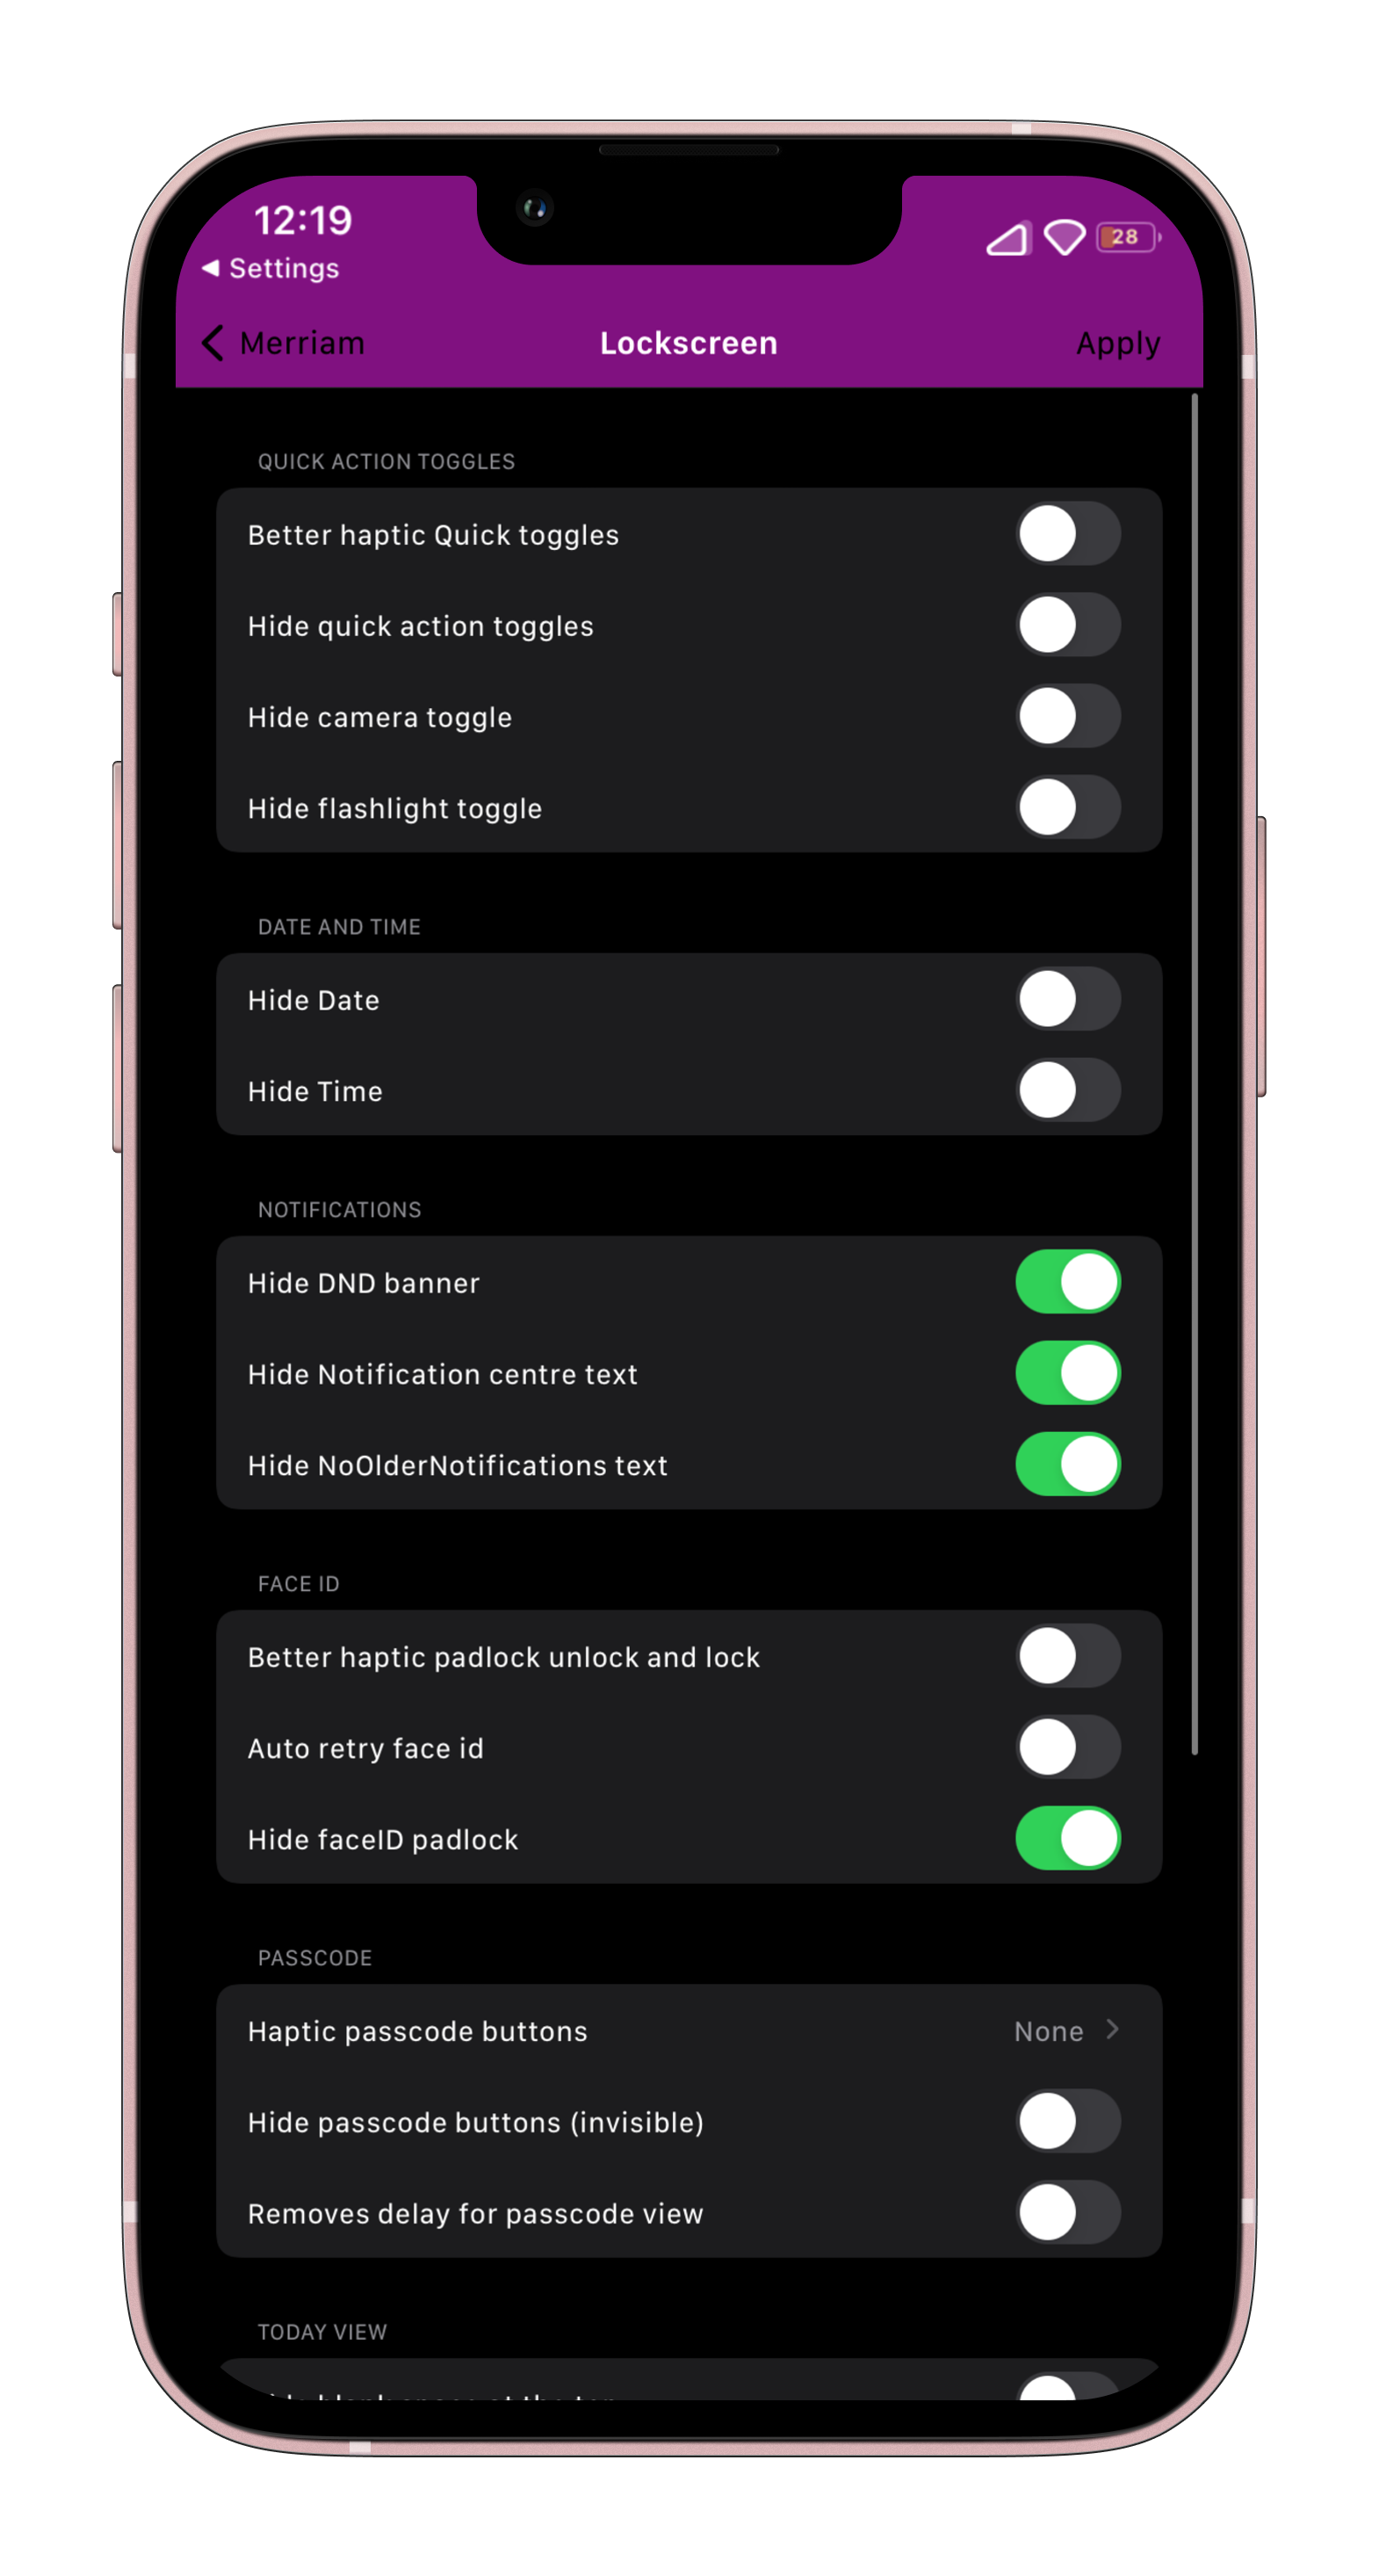 12:19
Settings
28
Merriam
Lockscreen
Apply
QUICK ACTION TOGGLES
Better haptic Quick toggles
Hide quick action toggles
Hide camera toggle
Hide flashlight toggle
DATE AND TIME
Hide Date
Hide Time
NOTIFICATIONS
Hide DND banner
Hide Notification centre text
Hide NoOlderNotifications text
FACE ID
Better haptic padlock unlock and lock
Auto retry face id
Hide faceID padlock
PASSCODE
Haptic passcode buttons
None
Hide passcode buttons (invisible)
Removes delay for passcode view
TODAY VIEW